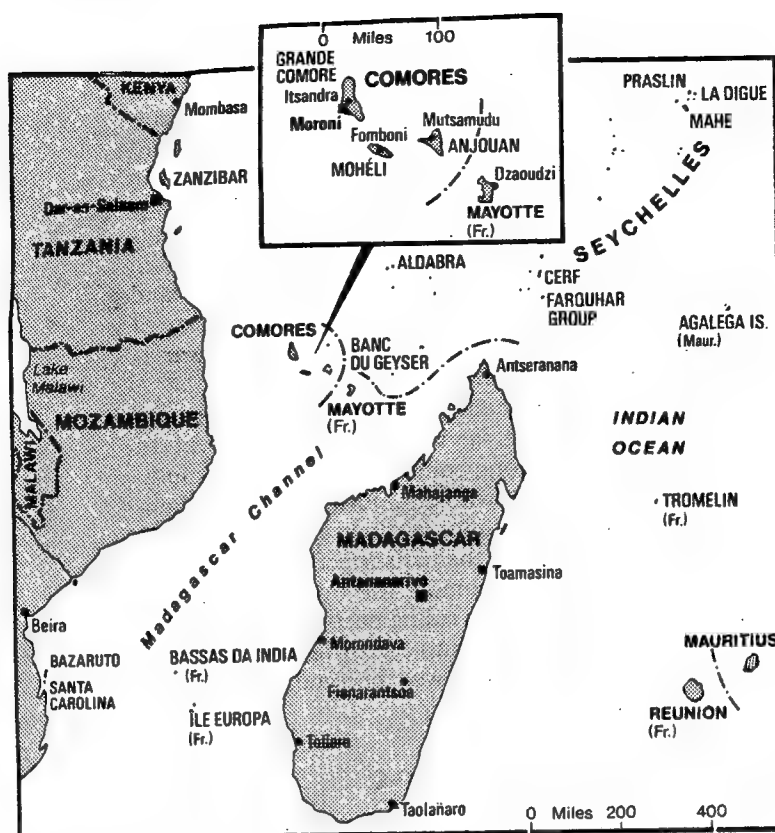 0 Miles 100
GRANDE
COMORE
COMORES
Itsandra
Moroni
Fomboni
MOHÉLI
Mutsamudu
ANJOUAN
Dzaoudzi
MAYOTTE
(Fr.)
KENYA
Mombasa
ZANZIBAR
Dar-es-Salaam
TANZANIA
PRASLIN
LA DIGUE
MAHE
SEYCHELLES
ALDABRA
CERF
FARQUHAR
GROUP
AGALEGA IS.
(Maur.)
COMORES
BANC
DU GEYSER
Antseranana
MAYOTTE
(Fr.)
Lake
Malawi
MOZAMBIQUE
MALAWI
INDIAN
OCEAN
Madagascar Channel
Mahajanga
TROMELIN
(Fr.)
MADAGASCAR
Antananarivo
Toamasina
Beira
BAZARUTO
SANTA
CAROLINA
BASSAS DA INDIA
(Fr.)
Morondava
Fianarantsoa
ÎLE EUROPA
(Fr.)
Toliara
Taolañaro
MAURITIUS
REUNION
(Fr.)
0 Miles 200 400